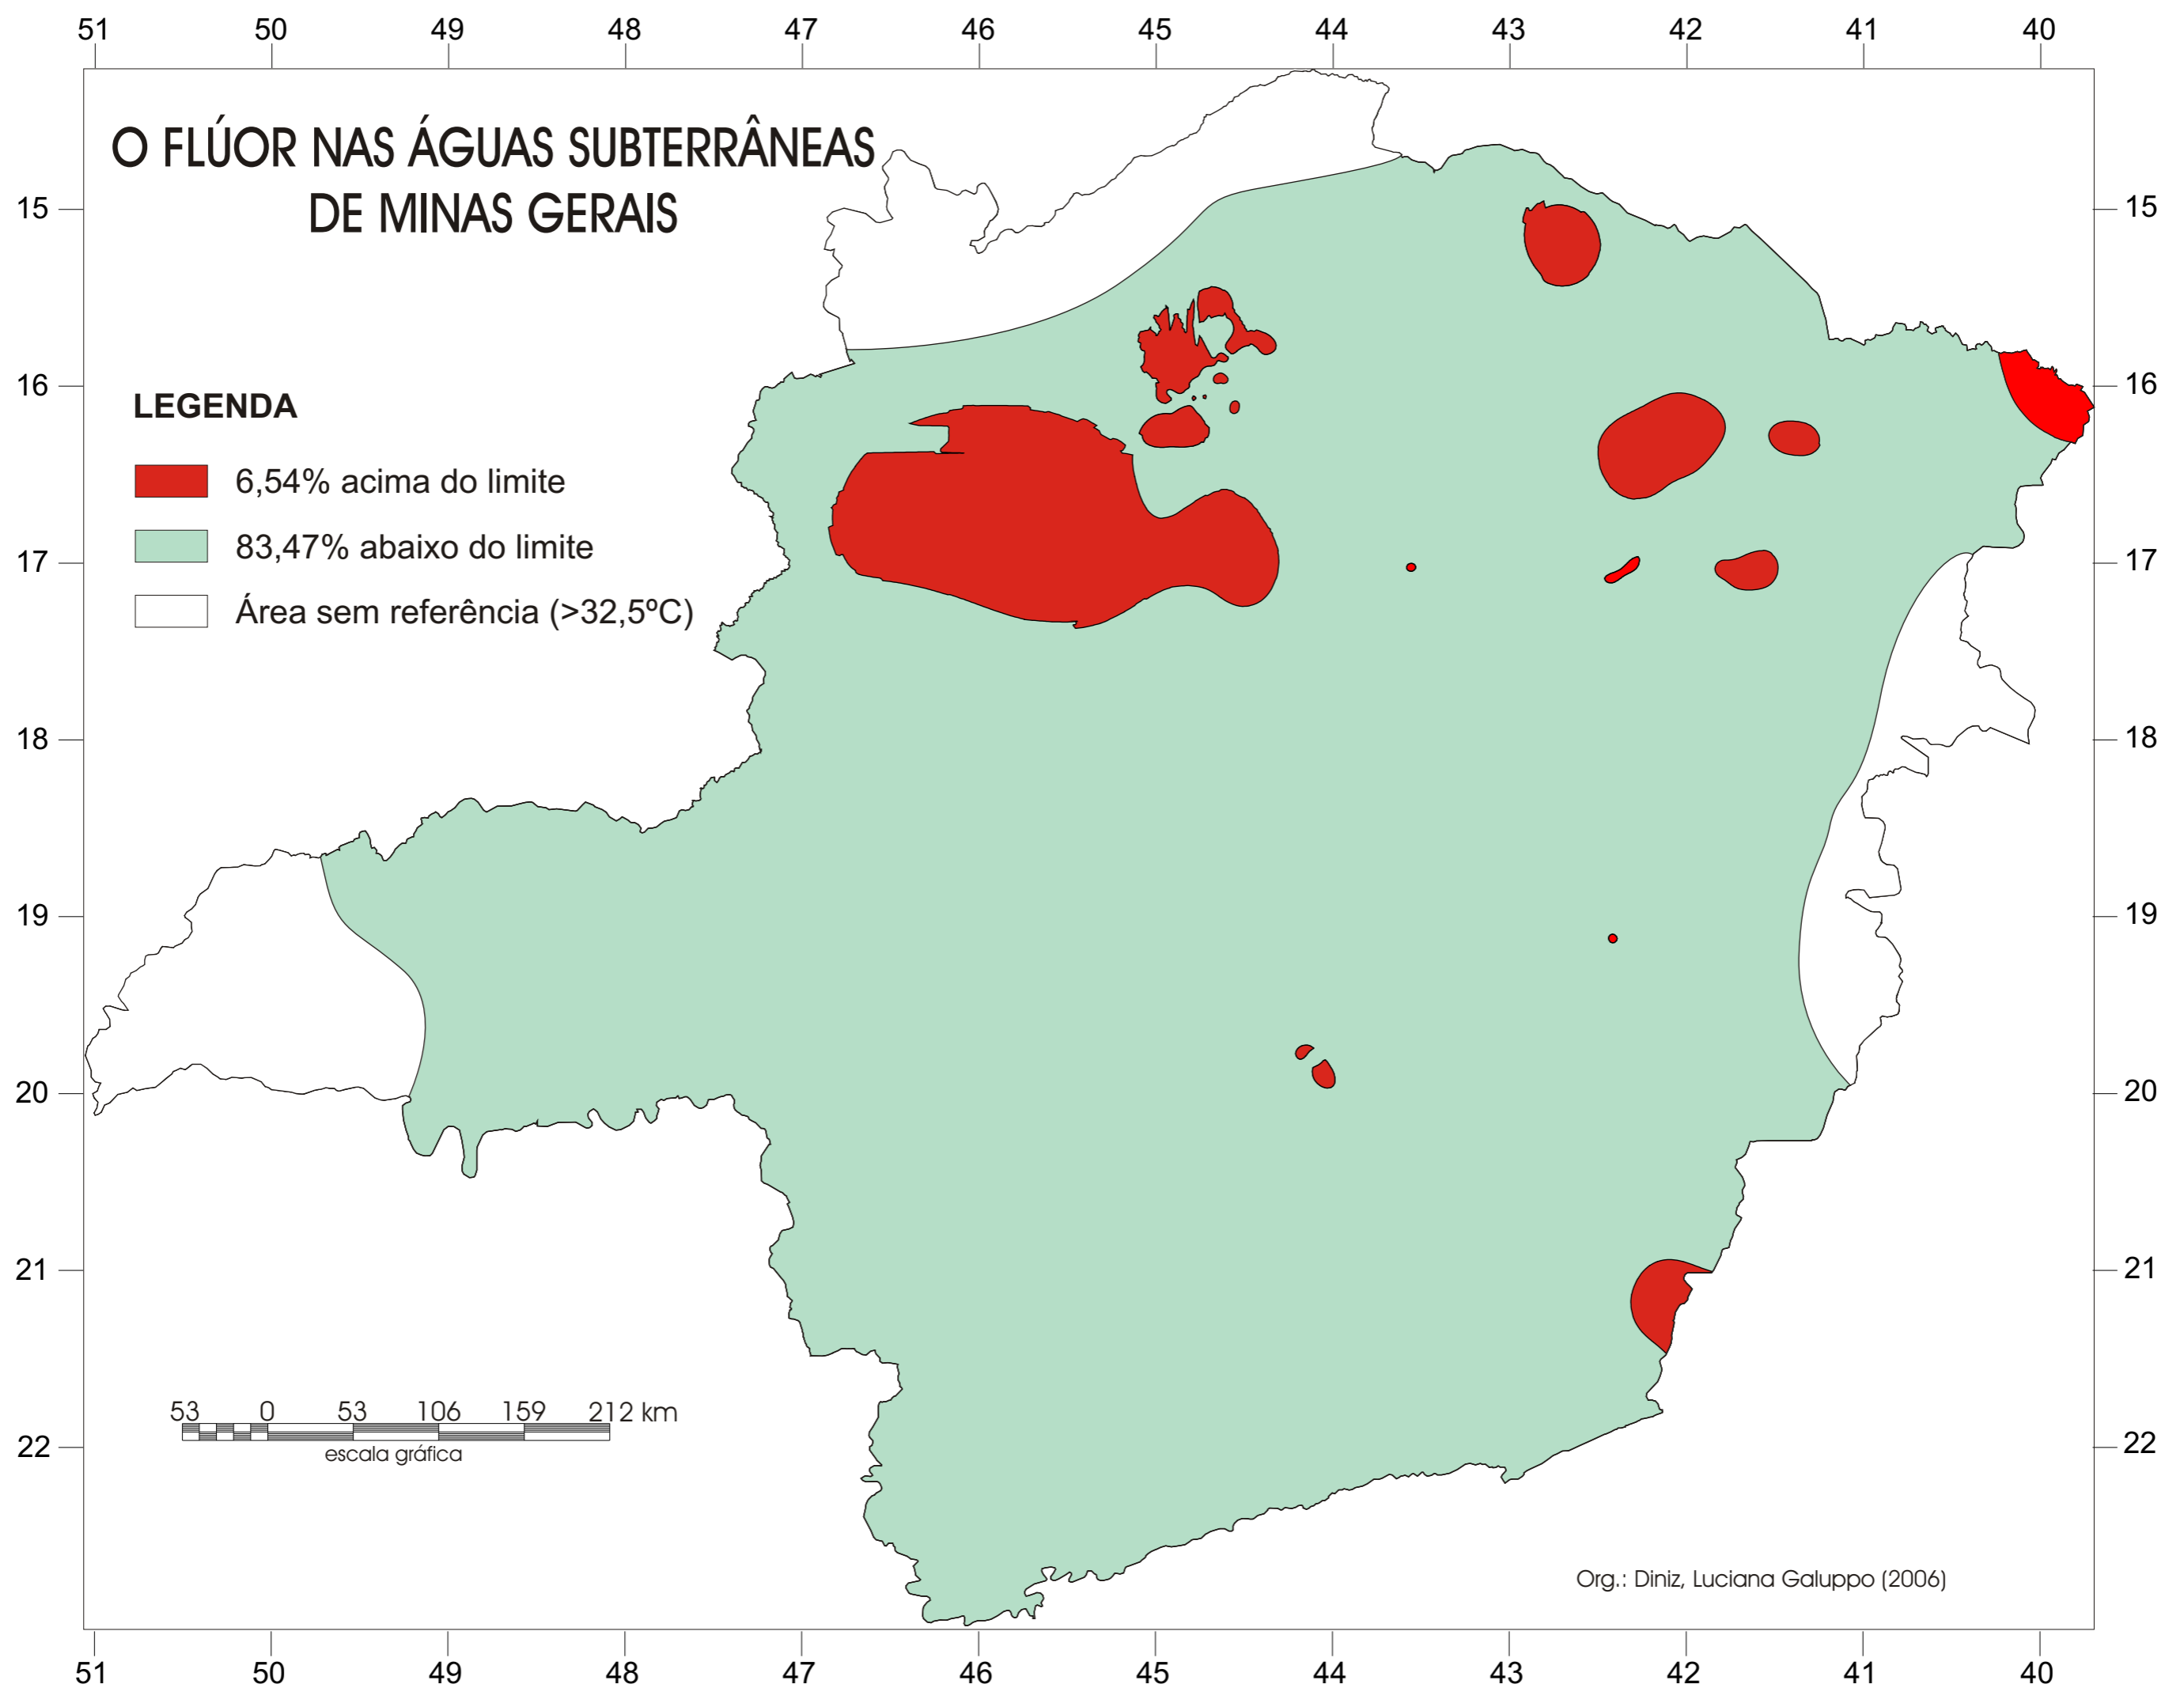 51 50 49 48 47 46 45 44 43 42 41 40
O FLÚOR NAS ÁGUAS SUBTERRÂNEAS
DE MINAS GERAIS
15 15
16 16
LEGENDA
6,54% acima do limite
83,47% abaixo do limite
17 17
Área sem referência (>32,5ºC)
18 18
19 19
20 20
21 21
53 0 53 106 159 212 km
escala gráfica
22 22
Org.: Diniz, Luciana Galuppo (2006)
51 50 49 48 47 46 45 44 43 42 41 40